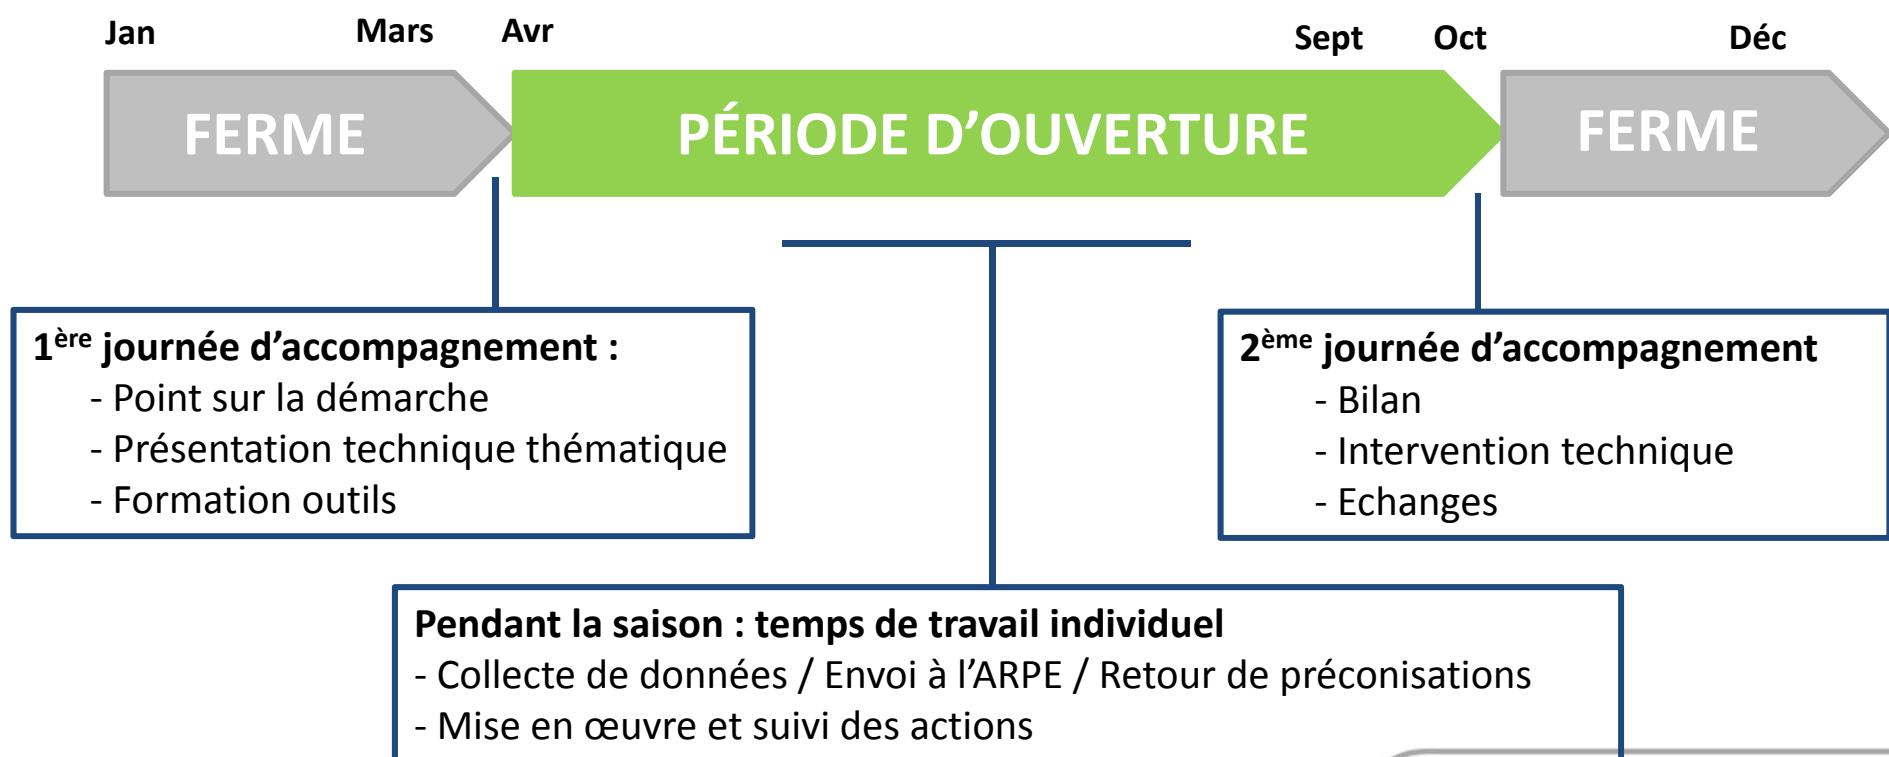 Jan Mars Avr Sept Oct Déc
FERME PÉRIODE D’OUVERTURE FERME
1ère journée d’accompagnement :
- Point sur la démarche
- Présentation technique thématique
- Formation outils
2ème journée d’accompagnement
- Bilan
- Intervention technique
- Echanges
Pendant la saison : temps de travail individuel
- Collecte de données / Envoi à l’ARPE / Retour de préconisations
- Mise en œuvre et suivi des actions